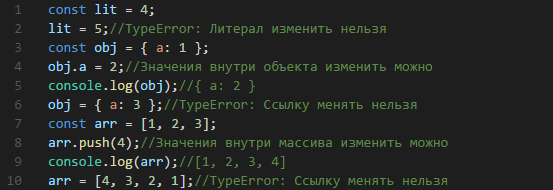 1 const lit = 4;
2 lit = 5;//TypeError: Литерал изменить нельзя
3 const obj = { a: 1 };
4 obj.a = 2;//Значения внутри объекта изменить можно
5 console.log(obj);//{ a: 2 }
6 obj = { a: 3 };//TypeError: Ссылку менять нельзя
7 const arr = [1, 2, 3];
8 arr.push(4);//Значения внутри массива изменить можно
9 console.log(arr);//[1, 2, 3, 4]
10 arr = [4, 3, 2, 1];//TypeError: Ссылку менять нельзя